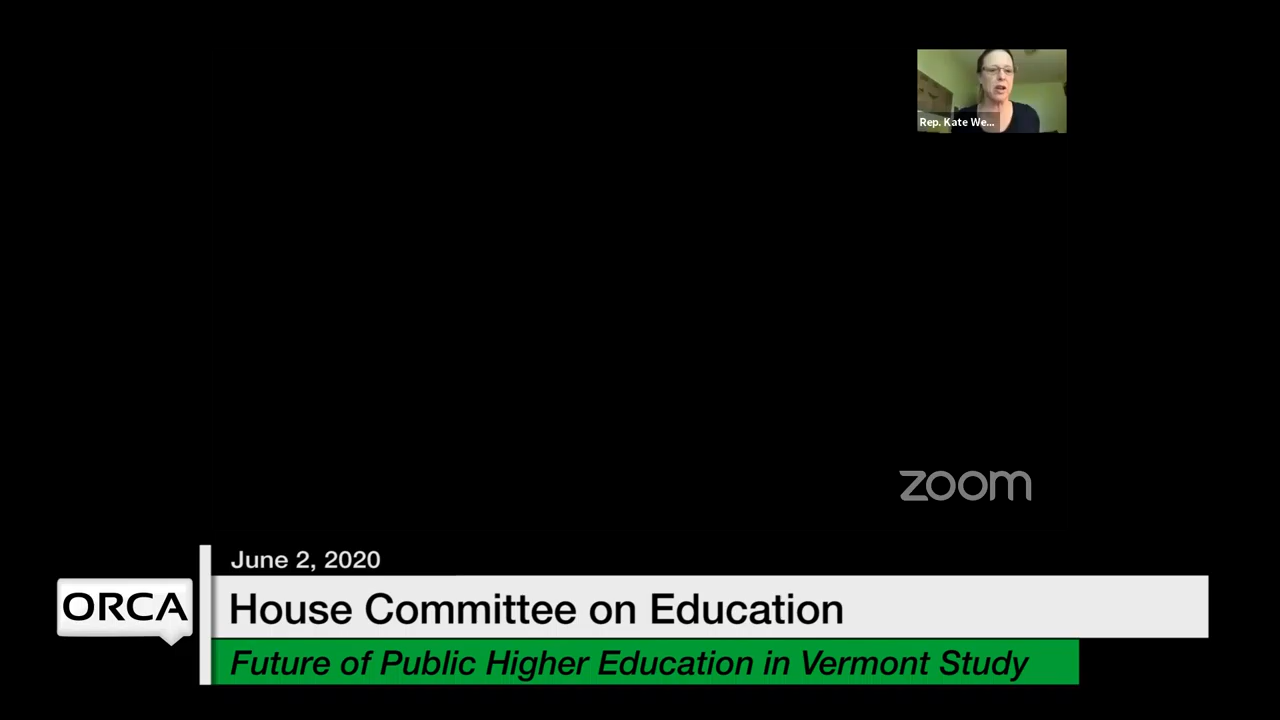 Rep. Kate We...
zoom
June 2, 2020
ORCA
House Committee on Education
Future of Public Higher Education in Vermont Study